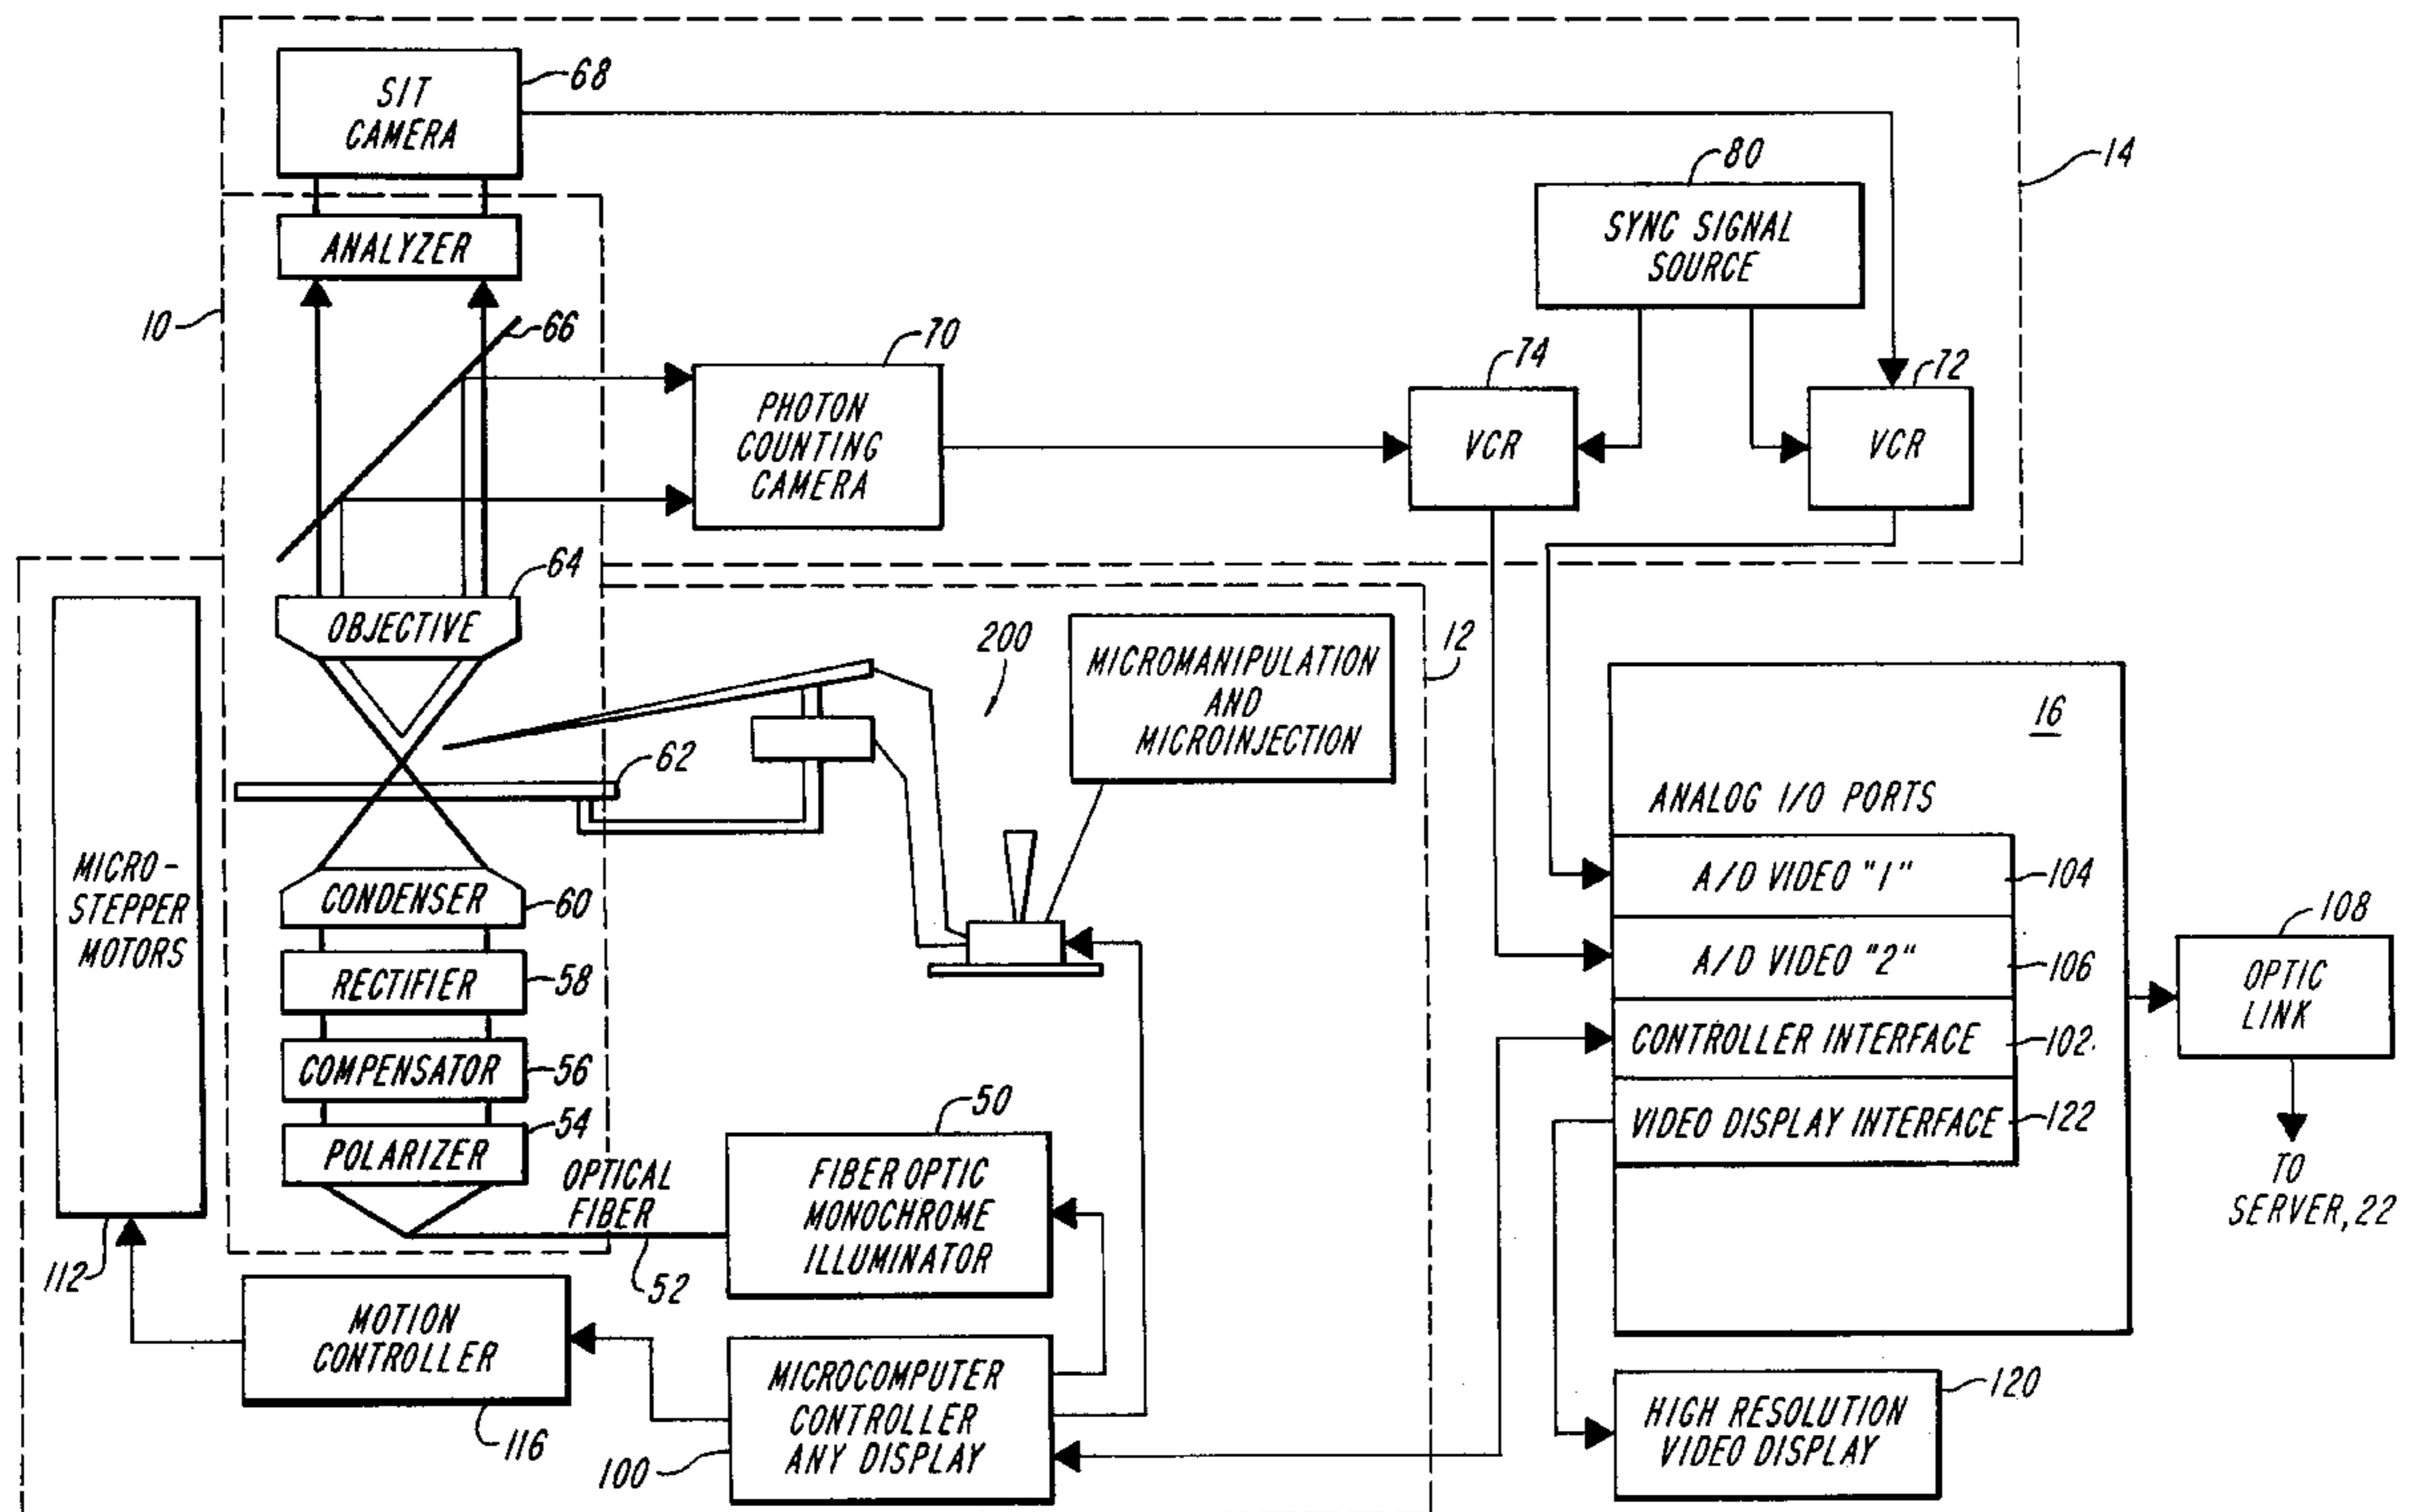 SIT
CAMERA
68
ANALYZER
10
66
PHOTON
COUNTING
CAMERA
70
SYNC SIGNAL
SOURCE
80
14
VCR
74
VCR
72
OBJECTIVE
64
MICRO-
STEPPER
MOTORS
112
200
MICROMANIPULATION
AND
MICROINJECTION
12
62
CONDENSER
60
RECTIFIER
58
COMPENSATOR
56
POLARIZER
54
OPTICAL
FIBER
52
FIBER OPTIC
MONOCHROME
ILLUMINATOR
50
MOTION
CONTROLLER
116
MICROCOMPUTER
CONTROLLER
ANY DISPLAY
100
16
ANALOG I/O PORTS
A/D VIDEO "1"
104
A/D VIDEO "2"
106
CONTROLLER INTERFACE
102
VIDEO DISPLAY INTERFACE
122
OPTIC
LINK
108
TO
SERVER, 22
HIGH RESOLUTION
VIDEO DISPLAY
120